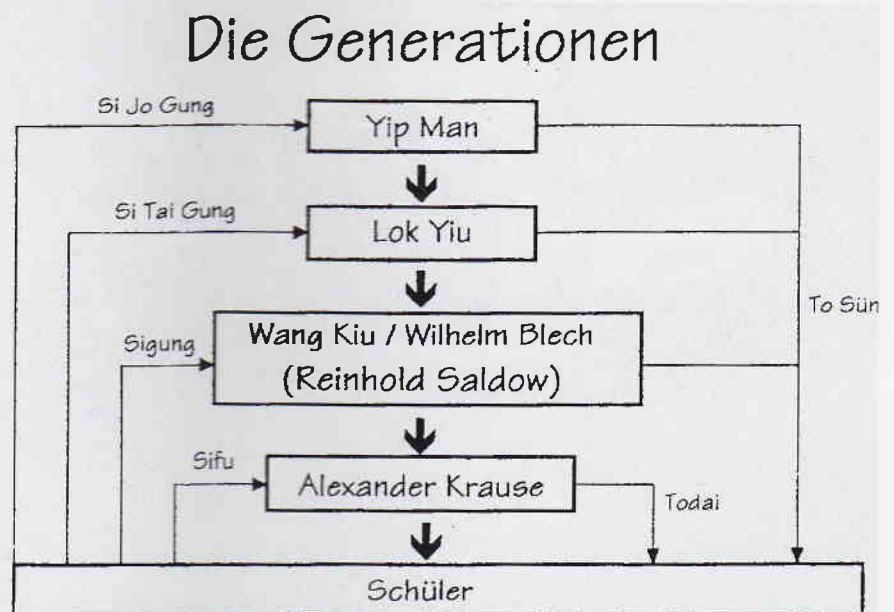 Die Generationen
Si Jo Gung
Yip Man
Si Tai Gung
Lok Yiu
To Sün
Wang Kiu / Wilhelm Blech
Sigung
(Reinhold Saldow)
Sifu
Alexander Krause
Todai
Schüler